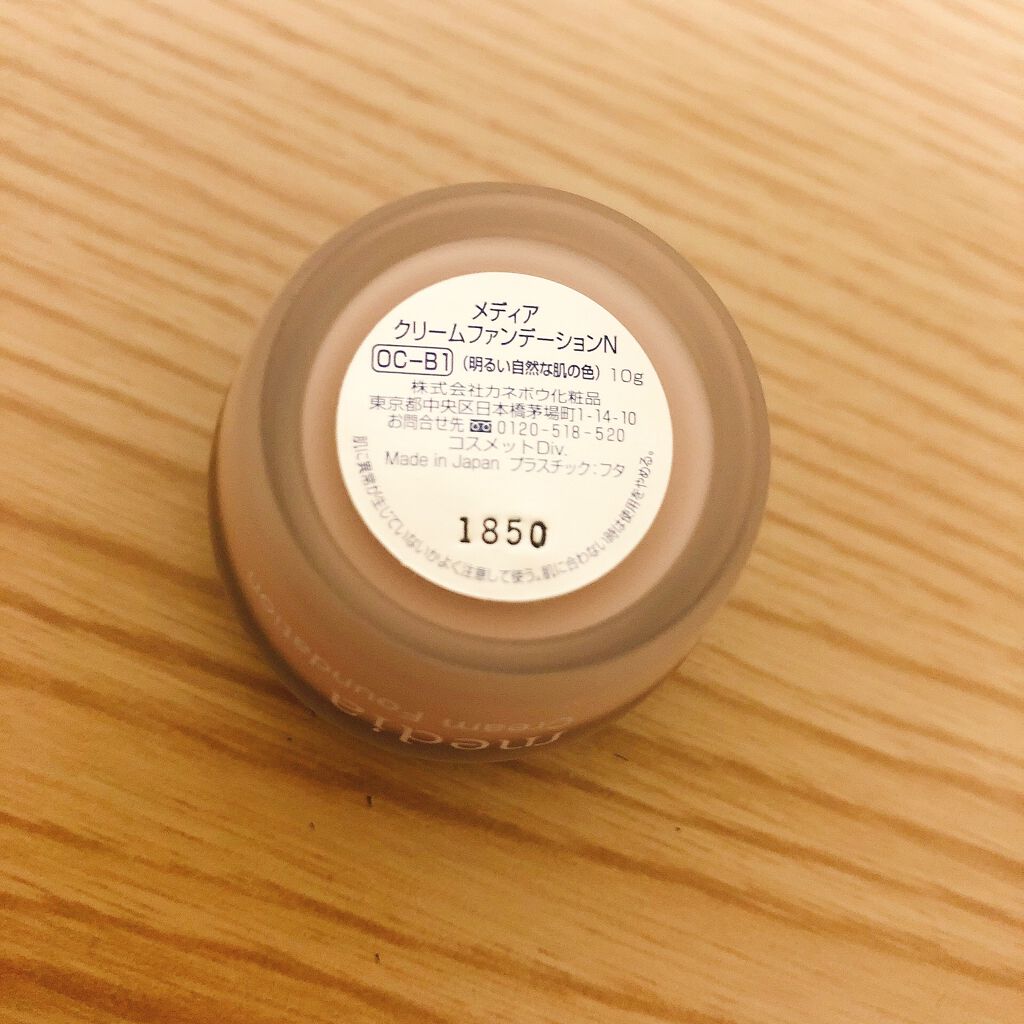 メディア
クリームファンデーションN
OC-B1 (明るい自然な肌の色) 10g
株式会社カネボウ化粧品
東京都中央区日本橋茅場町1-14-10
お問合せ先 0120-518-520
コスメットDiv.
Made in Japan プラスチック:フタ
肌に異常が生じていないかよく注意して使う。肌に合わない時は使用をやめる。
1850
media
Cream Foundation